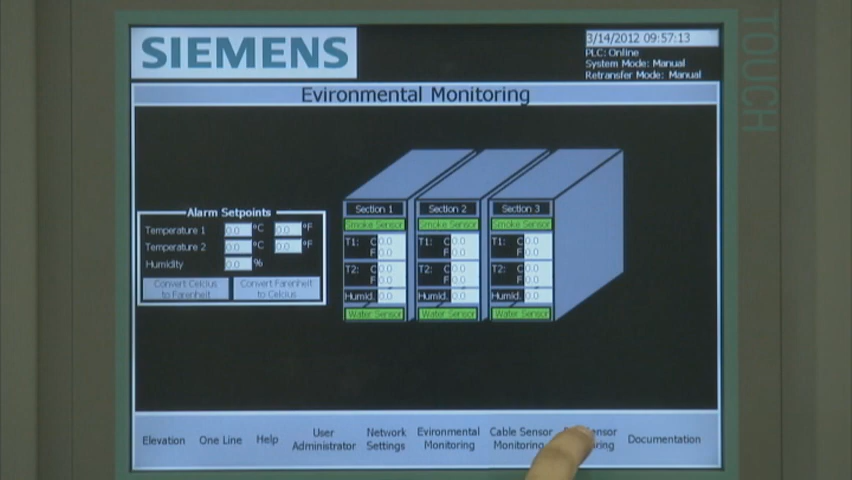 SIEMENS
3/14/2012 09:57:13
PLC: Online
System Mode: Manual
Retransfer Mode: Manual
TOUCH
Evironmental Monitoring
Alarm Setpoints
Temperature 1 0.0 °C 0.0 °F
Temperature 2 0.0 °C 0.0 °F
Humidity 0.0 %
Convert Celcius to Farenheit
Convert Farenheit to Celcius
Section 1
Smoke Sensor
T1: C 0.0
F 0.0
T2: C 0.0
F 0.0
Humid. 0.0
Water Sensor
Section 2
Smoke Sensor
T1: C 0.0
F 0.0
T2: C 0.0
F 0.0
Humid. 0.0
Water Sensor
Section 3
Smoke Sensor
T1: C 0.0
F 0.0
T2: C 0.0
F 0.0
Humid. 0.0
Water Sensor
Elevation
One Line
Help
User
Administrator
Network
Settings
Evironmental
Monitoring
Cable Sensor
Monitoring
Sensor
Documentation